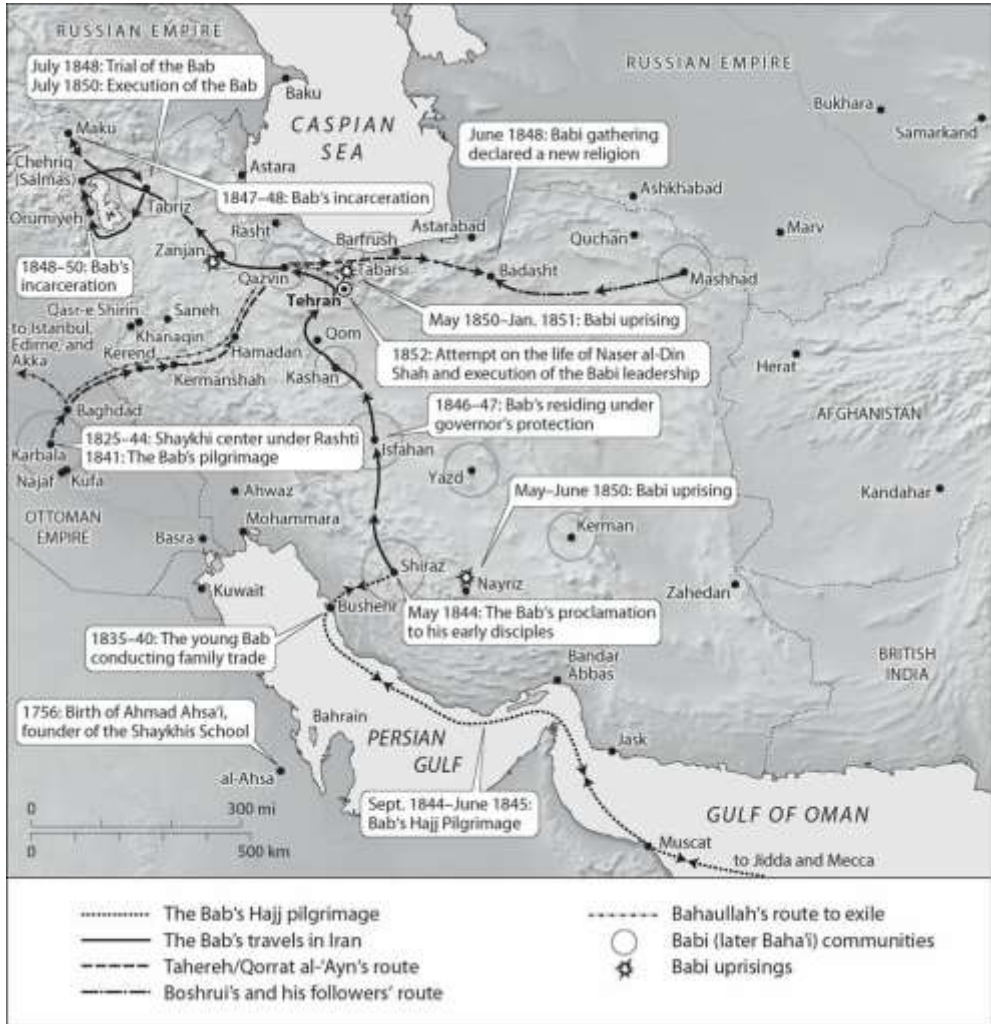 RUSSIAN EMPIRE
July 1848: Trial of the Bab
July 1850: Execution of the Bab
RUSSIAN EMPIRE
Baku
Bukhara
Samarkand
CASPIAN
SEA
Maku
June 1848: Babi gathering
declared a new religion
Chehriq
(Salmas)
Astara
1847–48: Bab's incarceration
Ashkhabad
Orumiyeh
Tabriz
Rasht
Astarabad
Marv
Quchan
Barfrush
Zanjan
1848–50: Bab's
incarceration
Qazvin
Tabarsi
Badasht
Mashhad
Tehran
Qasr-e Shirin
Saneh
May 1850–Jan. 1851: Babi uprising
to Istanbul,
Edirne, and
Akka
Khanaqin
Qom
Kerend
Hamadan
1852: Attempt on the life of Naser al-Din
Shah and execution of the Babi leadership
Herat
Kermanshah
Kashan
Baghdad
1846–47: Bab's residing under
governor's protection
AFGHANISTAN
1825–44: Shaykhi center under Rashti
1841: The Bab's pilgrimage
Karbala
Isfahan
Najaf
Kufa
Yazd
Ahwaz
May–June 1850: Babi uprising
Kandahar
OTTOMAN
EMPIRE
Mohammara
Kerman
Basra
Shiraz
Kuwait
Nayriz
Zahedan
Bushehr
May 1844: The Bab's proclamation
to his early disciples
1835–40: The young Bab
conducting family trade
Bandar
Abbas
BRITISH
INDIA
1756: Birth of Ahmad Ahsa'i,
founder of the Shaykhis School
Bahrain
PERSIAN
GULF
Jask
al-Ahsa
0 300 mi
0 500 km
Sept. 1844–June 1845:
Bab's Hajj Pilgrimage
GULF OF OMAN
Muscat
to Jidda and Mecca
The Bab's Hajj pilgrimage
The Bab's travels in Iran
Tahereh/Qorrat al-'Ayn's route
Boshrui's and his followers' route
Bahaullah's route to exile
Babi (later Baha'i) communities
Babi uprisings